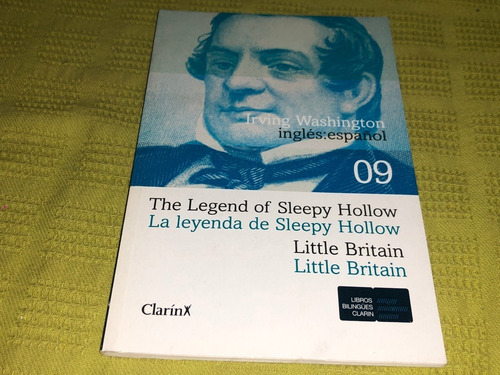 Irving Washington
inglés:español
09
The Legend of Sleepy Hollow
La leyenda de Sleepy Hollow
Little Britain
Little Britain
Clarín
LIBROS
BILINGÜES
CLARIN